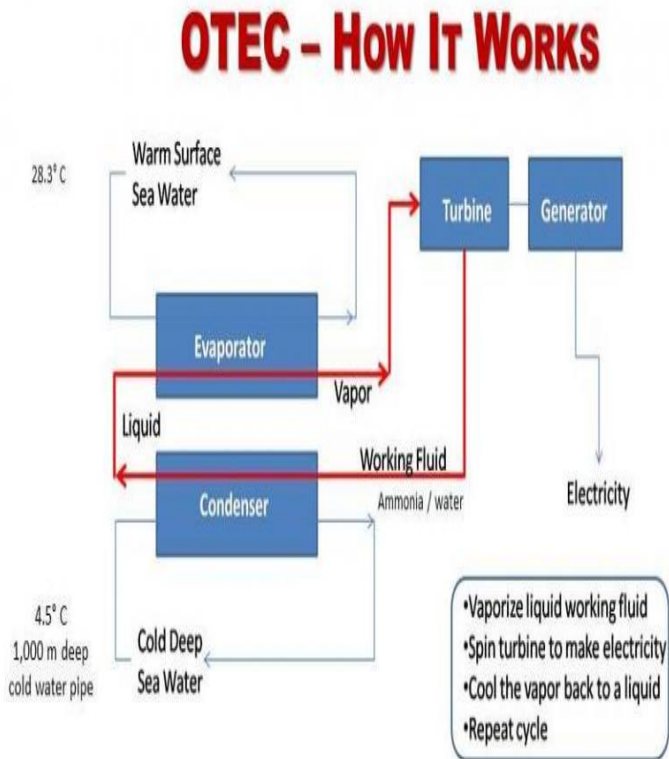 OTEC – HOW IT WORKS
28.3° C
Warm Surface
Sea Water
Turbine
Generator
Evaporator
Vapor
Liquid
Working Fluid
Ammonia / water
Condenser
Electricity
4.5° C
1,000 m deep
cold water pipe
Cold Deep
Sea Water
•Vaporize liquid working fluid
•Spin turbine to make electricity
•Cool the vapor back to a liquid
•Repeat cycle